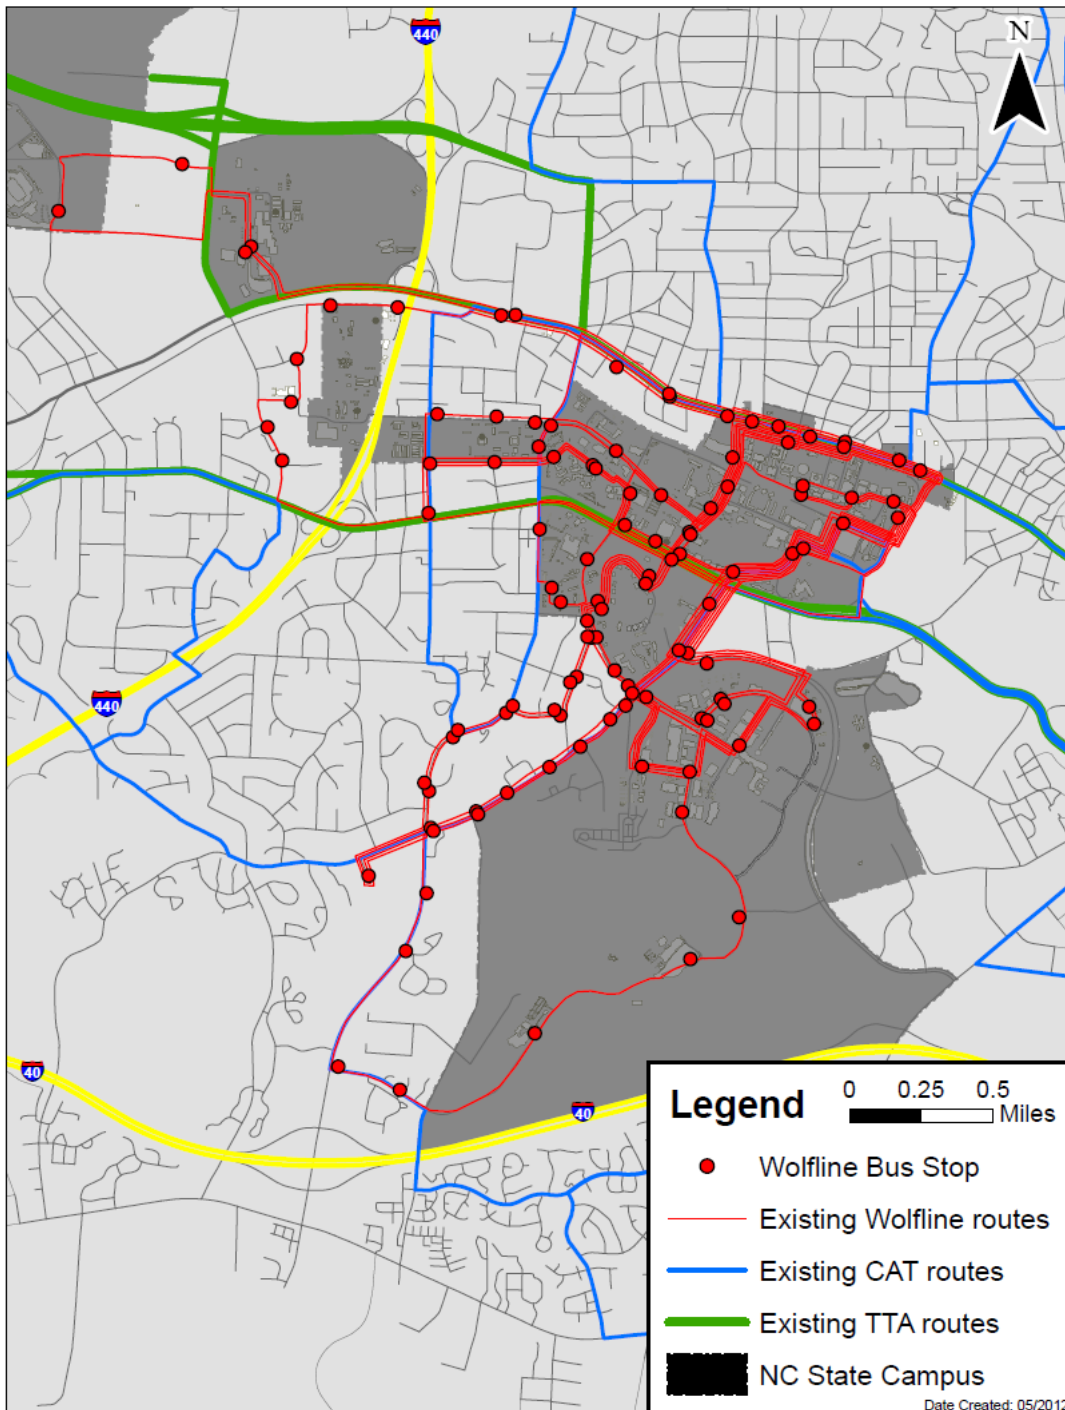 440
N
440
40
40
Legend
0 0.25 0.5
Miles
Wolfline Bus Stop
Existing Wolfline routes
Existing CAT routes
Existing TTA routes
NC State Campus
Date Created: 05/2012